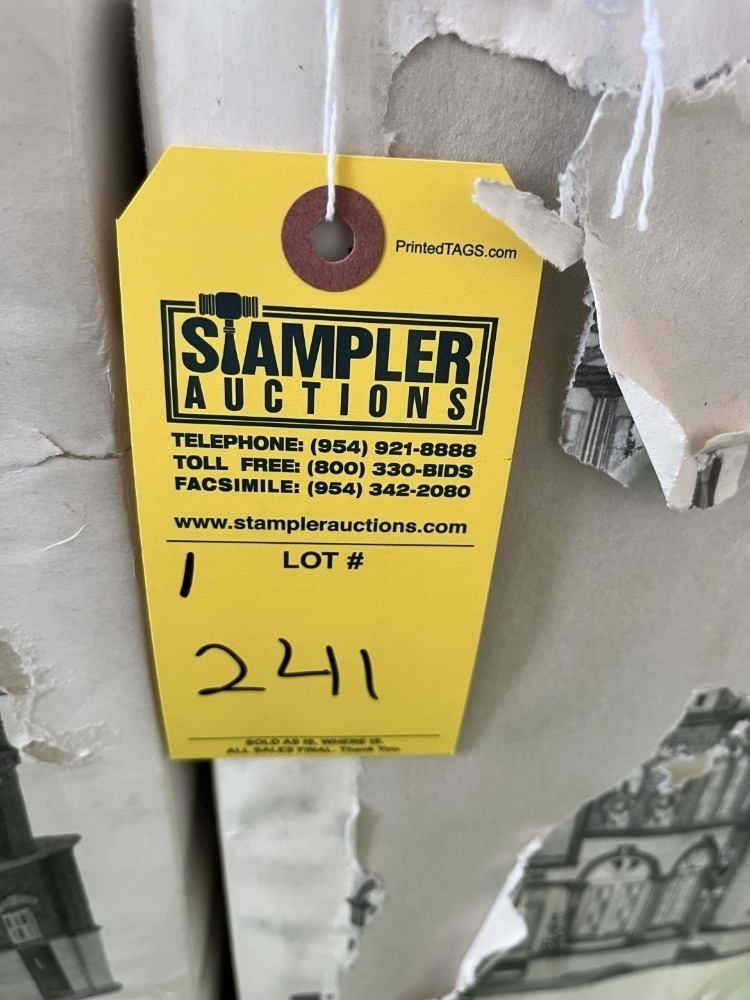 PrintedTAGS.com
STAMPLER
AUCTIONS
TELEPHONE: (954) 921-8888
TOLL FREE: (800) 330-BIDS
FACSIMILE: (954) 342-2080
www.stamplerauctions.com
LOT #
1
241
SOLD AS IS, WHERE IS.
ALL SALES FINAL. Thank You.